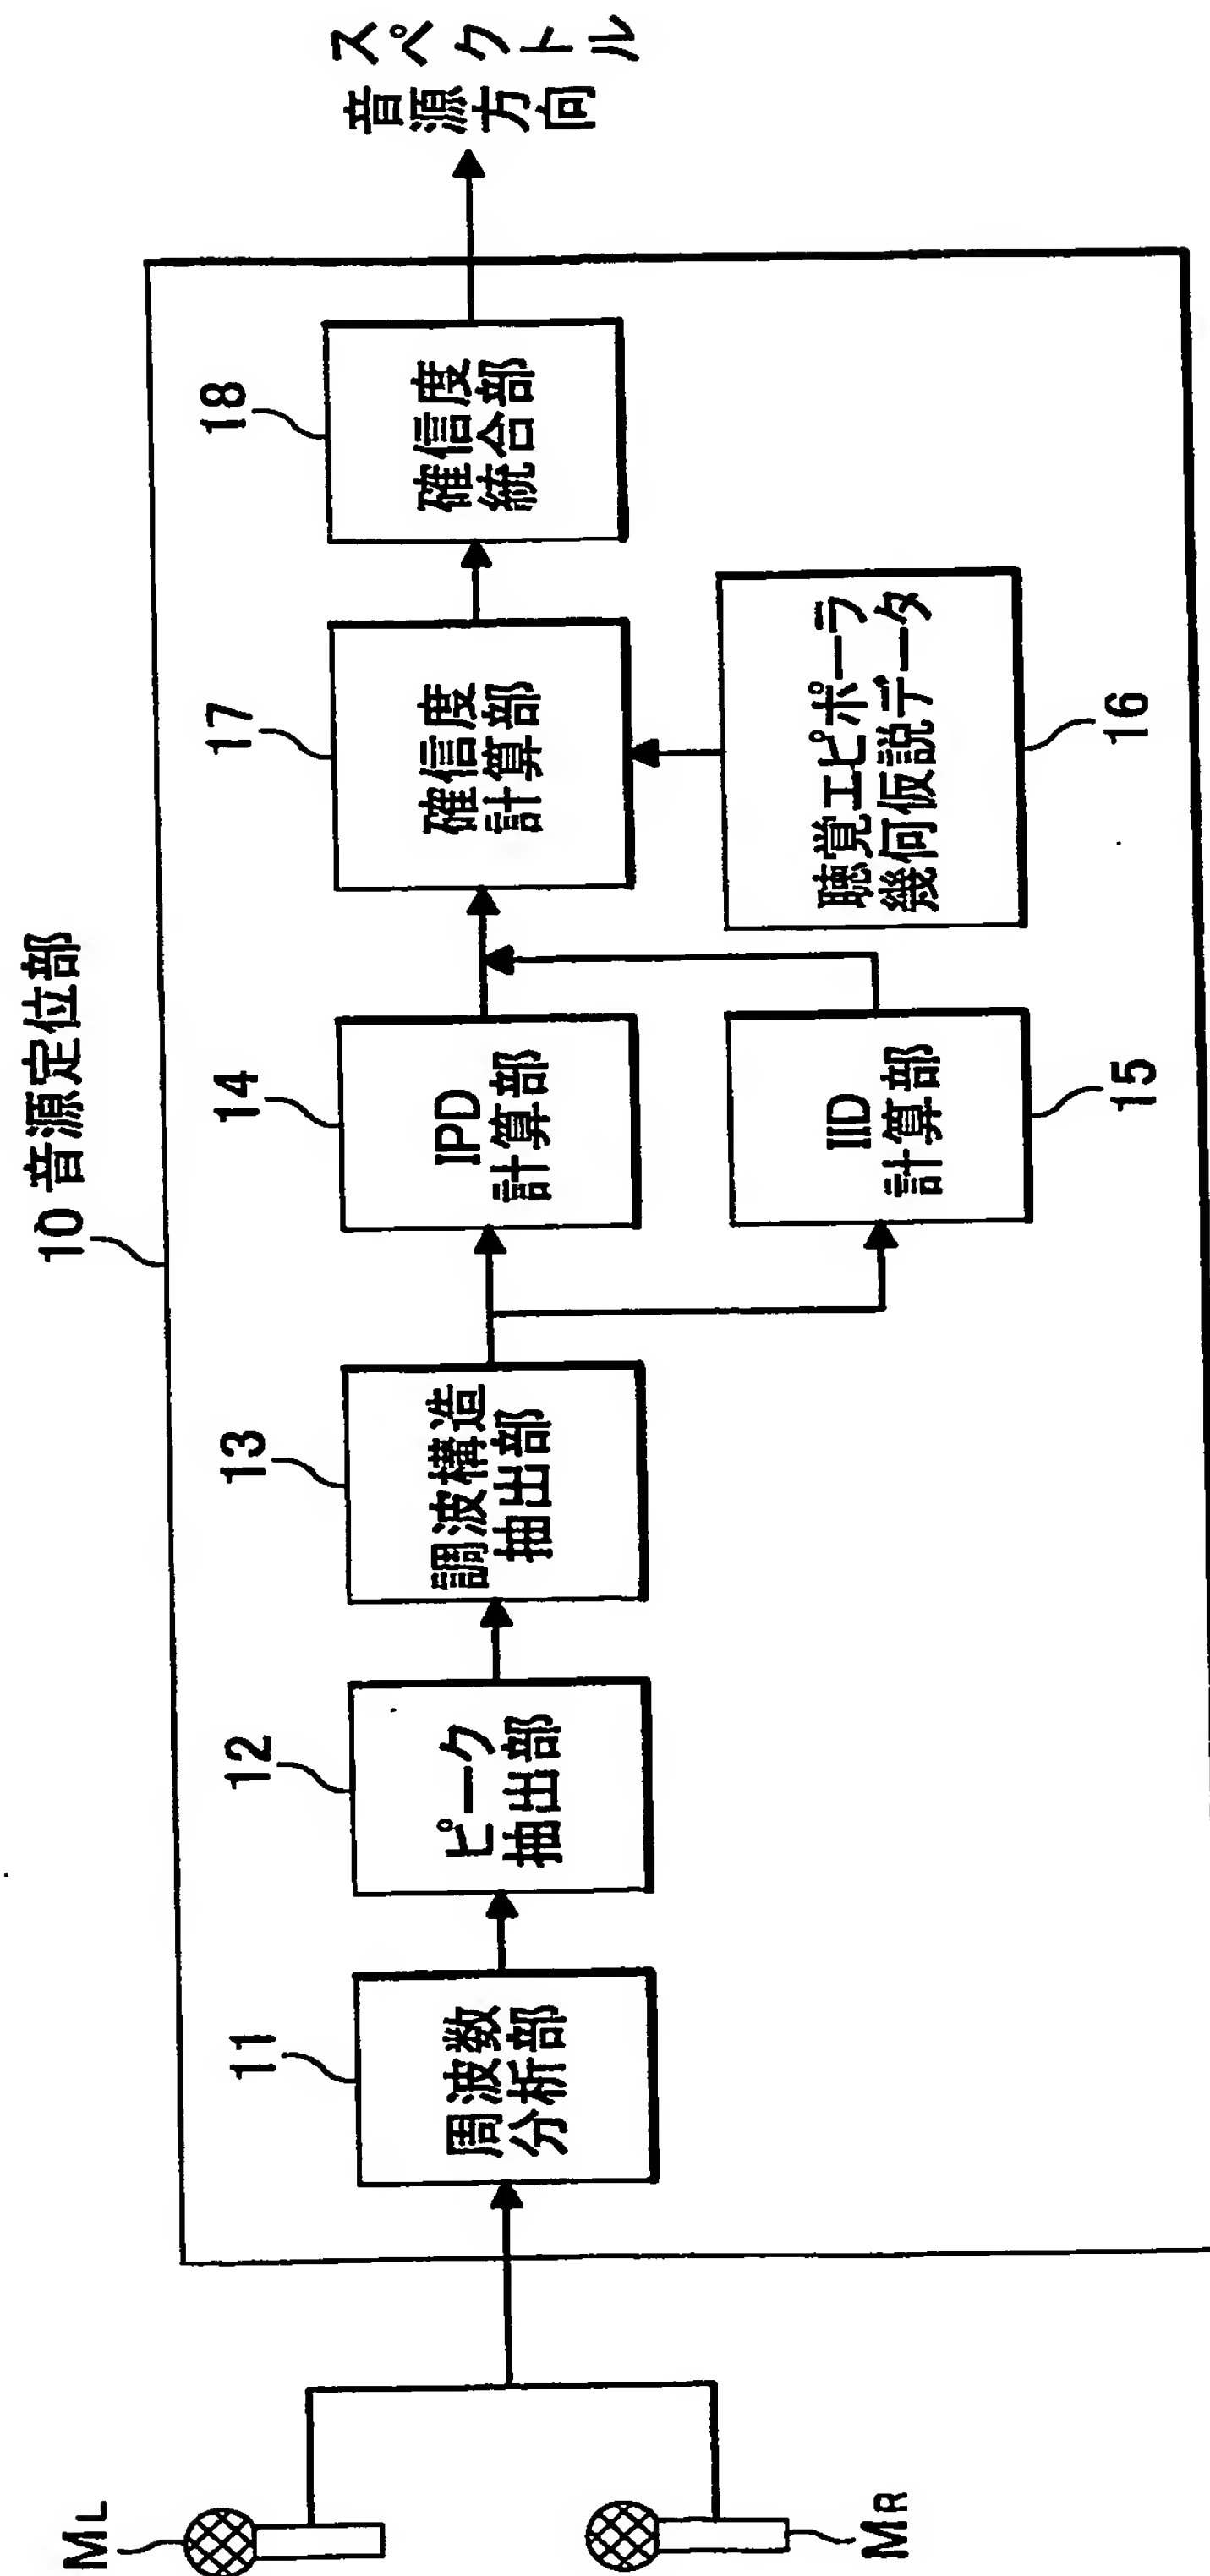 10 音源定位部
ML
MR
11
周波数
分析部
12
ピーク
抽出部
13
調波構造
抽出部
14
IPD
計算部
15
IID
計算部
16
聴覚エピポーラ
幾何仮説データ
17
確信度
計算部
18
確信度
統合部
スペクトル
音源方向